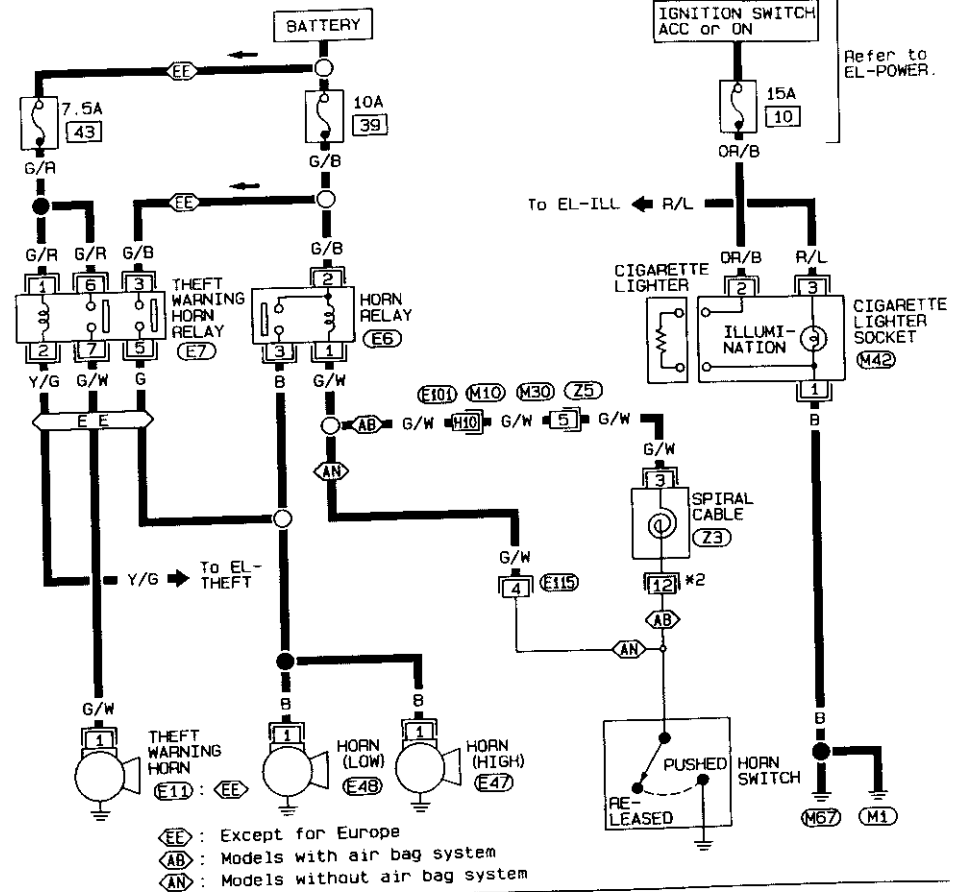 BATTERY
IGNITION SWITCH
ACC or ON
Refer to
EL-POWER.
EE
7.5A
43
10A
39
15A
10
G/R
G/B
OR/B
EE
To EL-ILL
R/L
G/R
G/R
G/B
G/B
OR/B
R/L
1
6
3
THEFT
WARNING
HORN
RELAY
E7
2
7
5
2
HORN
RELAY
E6
3
1
CIGARETTE
LIGHTER
2
3
ILLUMI-
NATION
CIGARETTE
LIGHTER
SOCKET
M42
1
Y/G
G/W
G
B
G/W
B
E E
E101
M10
M30
Z5
AB
G/W
H10
G/W
5
G/W
G/W
AN
3
SPIRAL
CABLE
Z3
G/W
4
E115
12
*2
Y/G
To EL-
THEFT
AB
AN
G/W
B
B
B
1
THEFT
WARNING
HORN
E11
:
EE
1
HORN
(LOW)
E48
1
HORN
(HIGH)
E47
PUSHED
RE-
LEASED
HORN
SWITCH
M67
M1
EE : Except for Europe
AB : Models with air bag system
AN : Models without air bag system